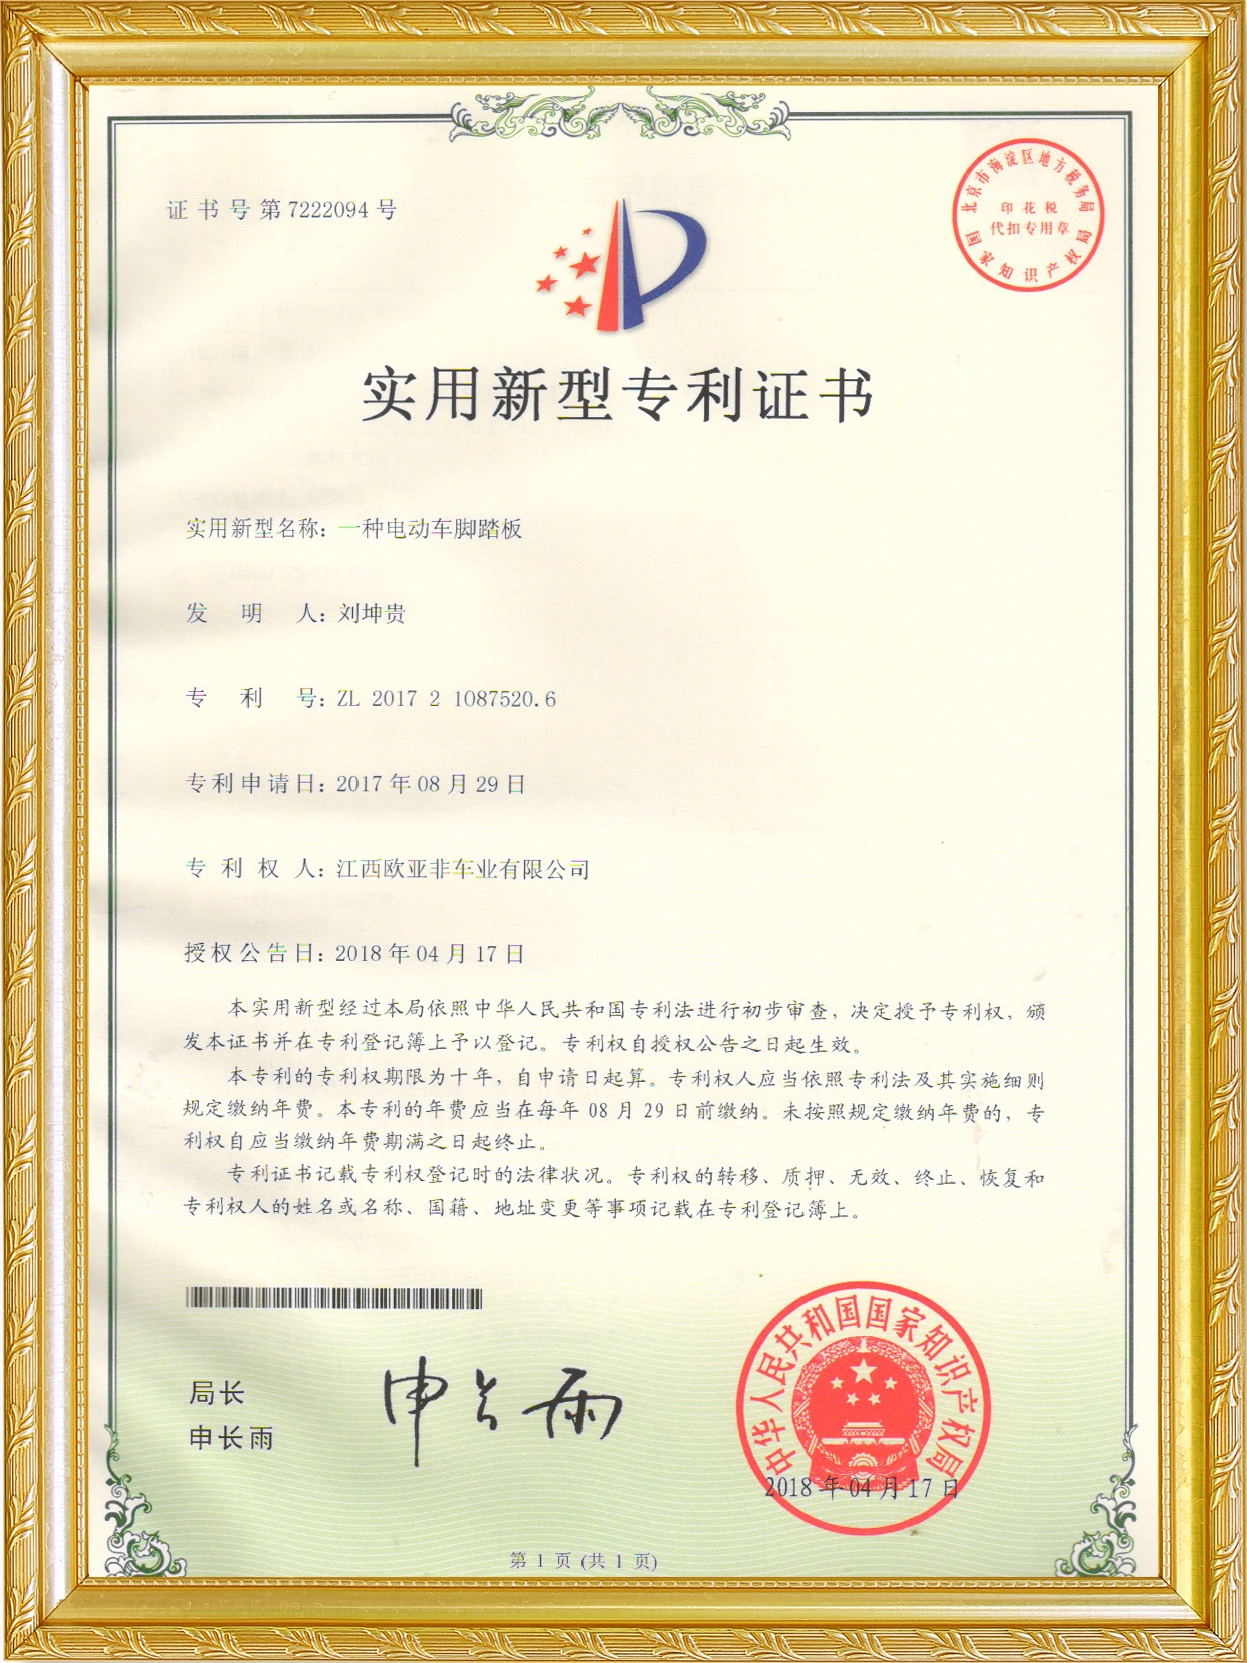 证书号第7222094号
北京市海淀区地方税务局
印花税
代扣专用章
国家知识产权局
实用新型专利证书
实用新型名称：一种电动车脚踏板
发明人：刘坤贵
专利号：ZL 2017 2 1087520.6
专利申请日：2017年08月29日
专利权人：江西欧亚非车业有限公司
授权公告日：2018年04月17日
本实用新型经过本局依照中华人民共和国专利法进行初步审查，决定授予专利权，颁
发本证书并在专利登记簿上予以登记。专利权自授权公告之日起生效。
本专利的专利权期限为十年，自申请日起算。专利权人应当依照专利法及其实施细则
规定缴纳年费。本专利的年费应当在每年08月29日前缴纳。未按照规定缴纳年费的，专
利权自应当缴纳年费期满之日起终止。
专利证书记载专利权登记时的法律状况。专利权的转移、质押、无效、终止、恢复和
专利权人的姓名或名称、国籍、地址变更等事项记载在专利登记簿上。
局长
申长雨
申长雨
中华人民共和国国家知识产权局
2018年04月17日
第1页(共1页)